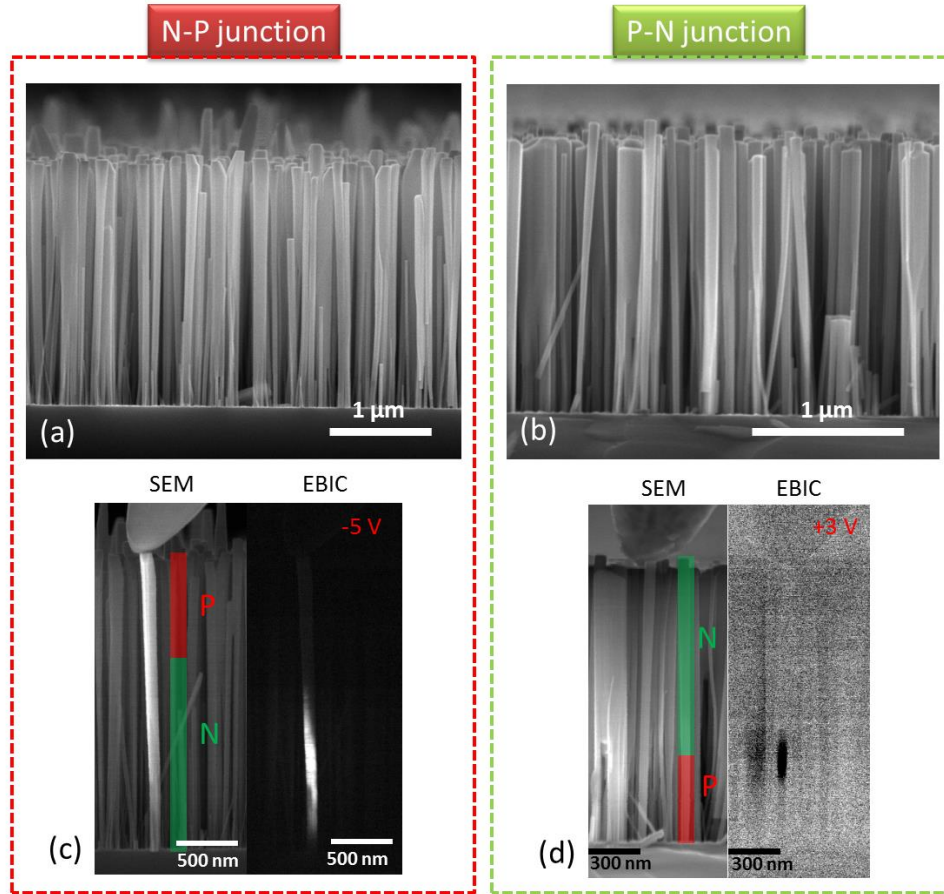 N-P junction
P-N junction
(a)
1 µm
(b)
1 µm
SEM
EBIC
SEM
EBIC
-5 V
+3 V
P
N
N
P
(c)
500 nm
500 nm
(d)
300 nm
300 nm